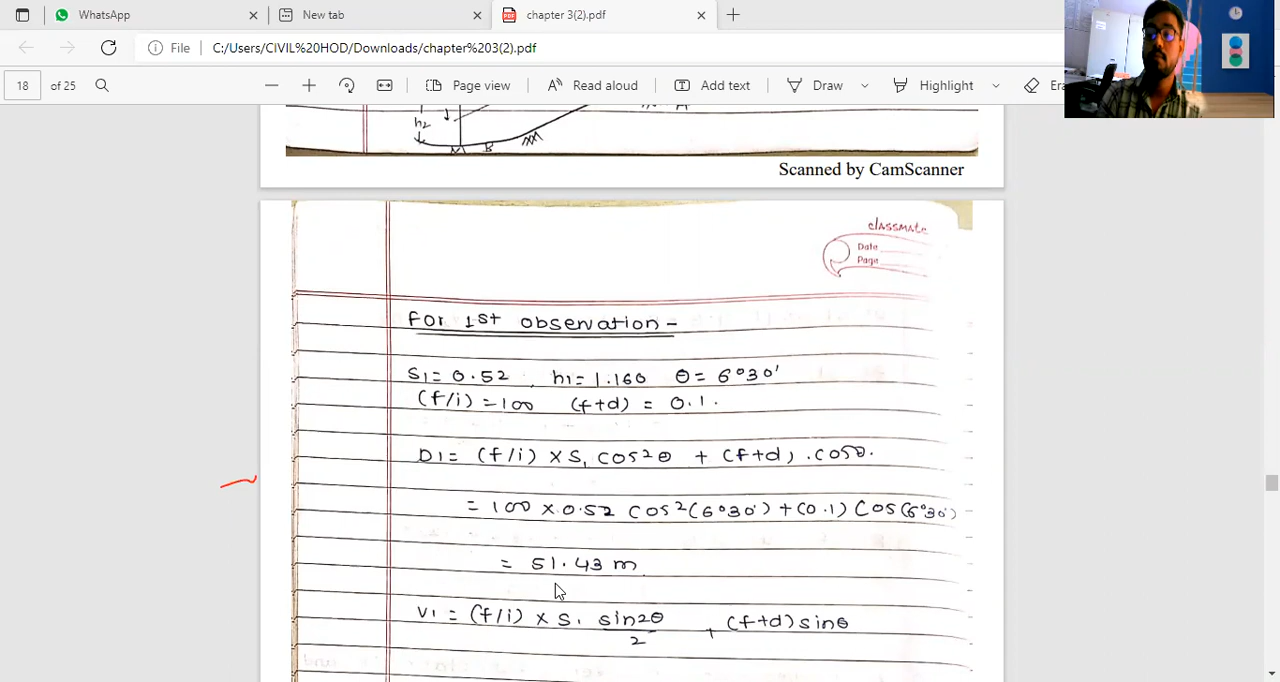 WhatsApp
New tab
chapter 3(2).pdf
File
C:/Users/CIVIL%20HOD/Downloads/chapter%203(2).pdf
18 of 25
Page view
Read aloud
Add text
Draw
Highlight
h2
B
Scanned by CamScanner
classmate
Date
Page
For 1st observation -
S1 = 0.52 , h1 = 1.160 θ = 6°30'
(f/i) = 100 (f+d) = 0.1.
D1 = (f/i) × S1 cos²θ + (f+d) .cosθ.
= 100 × 0.52 cos²(6°30') + (0.1) cos(6°30')
= 51.43 m
V1 = (f/i) × S1 sin2θ/2 + (f+d) sinθ